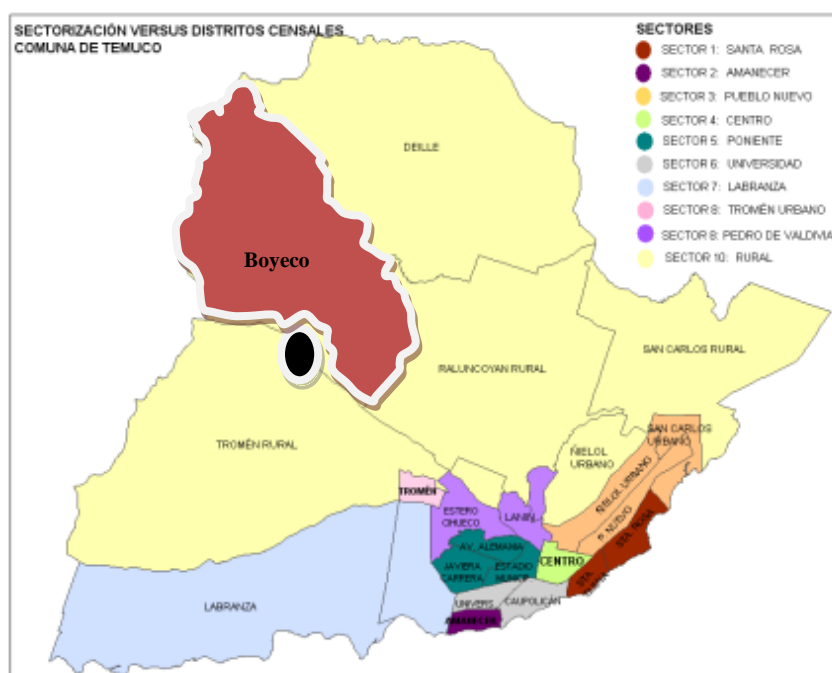 SECTORIZACIÓN VERSUS DISTRITOS CENSALES
COMUNA DE TEMUCO
SECTORES
SECTOR 1: SANTA ROSA
SECTOR 2: AMANECER
SECTOR 3: PUEBLO NUEVO
SECTOR 4: CENTRO
SECTOR 5: PONIENTE
SECTOR 6: UNIVERSIDAD
SECTOR 7: LABRANZA
SECTOR 8: TROMÉN URBANO
SECTOR 8: PEDRO DE VALDIVIA
SECTOR 10: RURAL
DEILLE
Boyeco
SAN CARLOS RURAL
RALUNCOYAN RURAL
TROMÉN RURAL
SAN CARLOS
URBANO
ÑIELOL
URBANO
ÑIELOL URBANO
P. NUEVO
STA. ROSA
TROMÉN
ESTERO
CHUECO
LANIN
AV. ALEMANIA
JAVIERA
CARRERA
ESTADIO
MUNICIP
CENTRO
STA.
LABRANZA
UNIVERS
CAUPOLICÁN
AMANECER